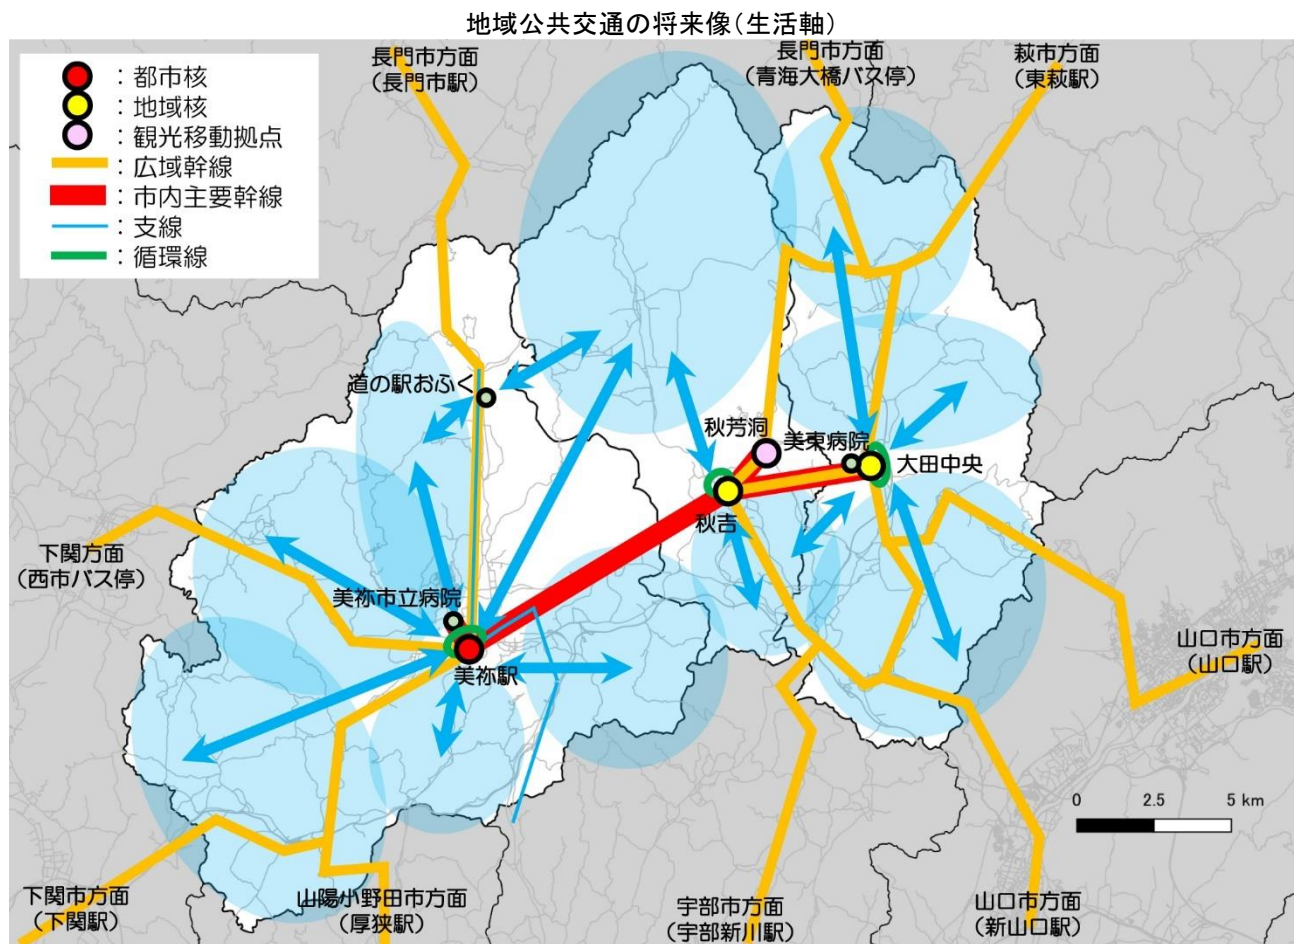 地域公共交通の将来像(生活軸)
長門市方面
(長門市駅)
長門市方面
(青海大橋バス停)
萩市方面
(東萩駅)
:都市核
:地域核
:観光移動拠点
:広域幹線
:市内主要幹線
:支線
:循環線
道の駅おふく
秋芳洞
美東病院
大田中央
秋吉
下関方面
(西市バス停)
美祢市立病院
美祢駅
山口市方面
(山口駅)
0 2.5 5 km
下関市方面
(下関駅)
山陽小野田市方面
(厚狭駅)
宇部市方面
(宇部新川駅)
山口市方面
(新山口駅)